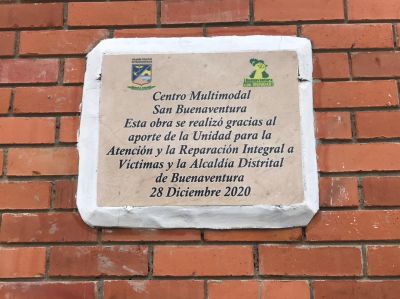 Centro Multimodal
San Buenaventura
Esta obra se realizó gracias al
aporte de la Unidad para la
Atención y la Reparación Integral a
Víctimas y la Alcaldía Distrital
de Buenaventura
28 Diciembre 2020